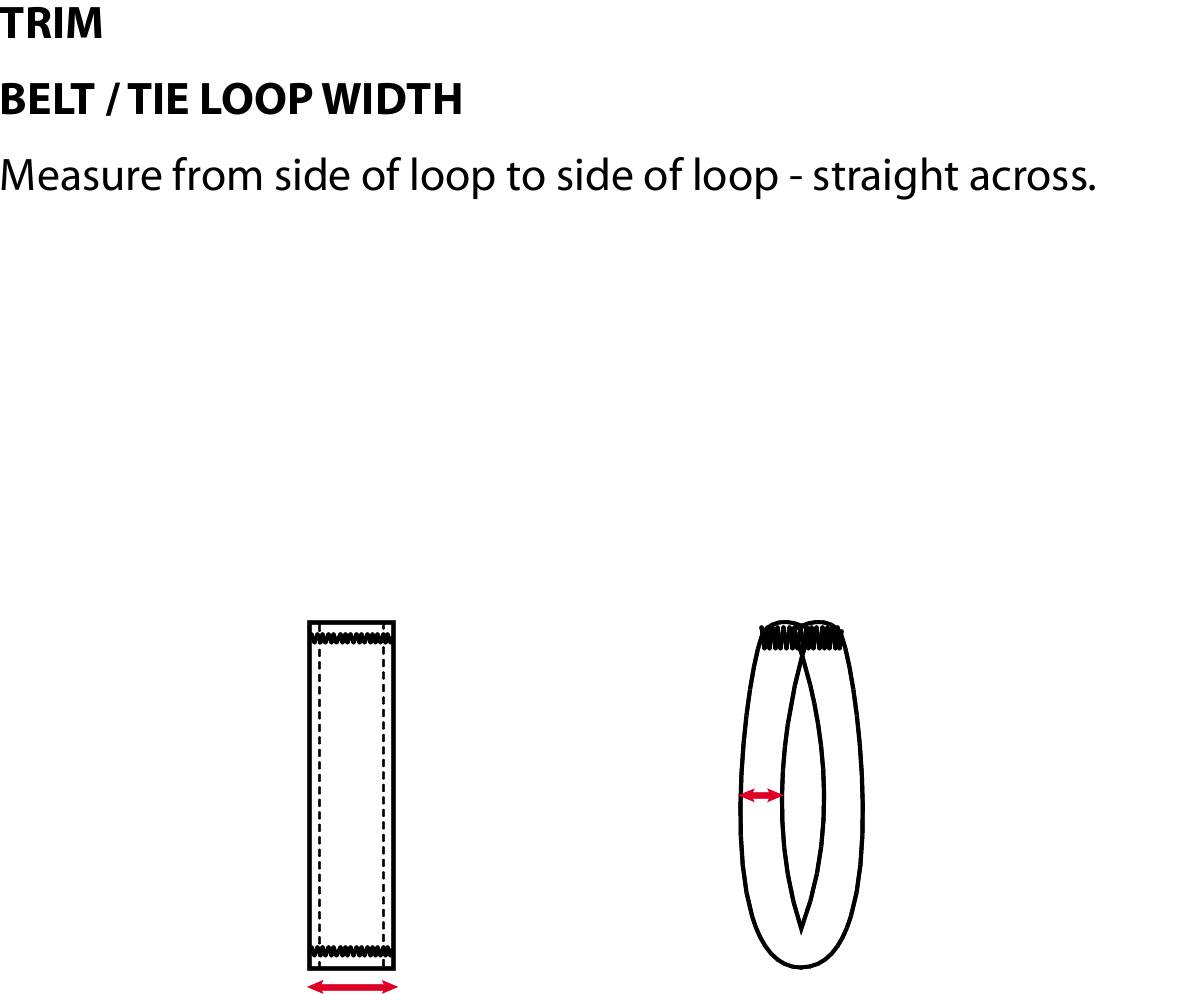 TRIM
BELT / TIE LOOP WIDTH
Measure from side of loop to side of loop - straight across.